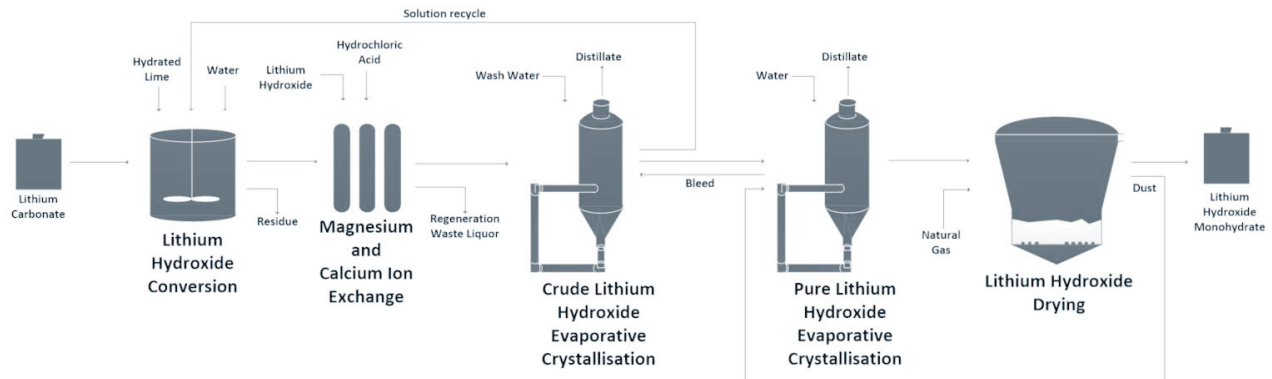 Solution recycle
Hydrated
Lime
Water
Lithium
Hydroxide
Hydrochloric
Acid
Wash Water
Distillate
Water
Distillate
Lithium
Carbonate
Residue
Regeneration
Waste Liquor
Bleed
Natural
Gas
Dust
Lithium
Hydroxide
Monohydrate
Lithium
Hydroxide
Conversion
Magnesium
and
Calcium Ion
Exchange
Crude Lithium
Hydroxide
Evaporative
Crystallisation
Pure Lithium
Hydroxide
Evaporative
Crystallisation
Lithium Hydroxide
Drying